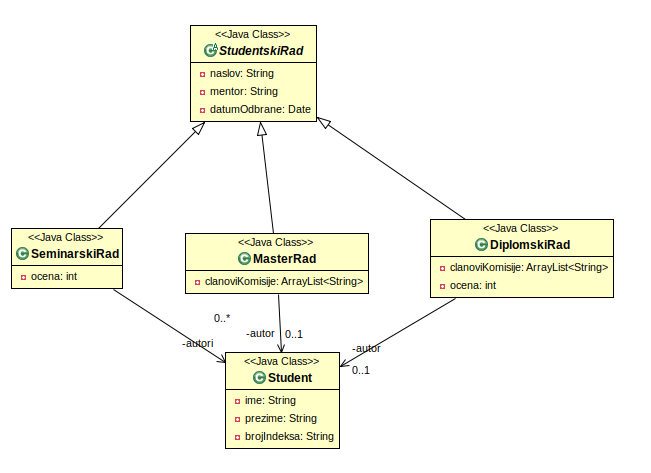 <<Java Class>>
StudentskiRad
naslov: String
mentor: String
datumOdbrane: Date
<<Java Class>>
SeminarskiRad
ocena: int
<<Java Class>>
MasterRad
clanoviKomisije: ArrayList<String>
<<Java Class>>
DiplomskiRad
clanoviKomisije: ArrayList<String>
ocena: int
0..*
-autori
-autor
0..1
-autor
0..1
<<Java Class>>
Student
ime: String
prezime: String
brojIndeksa: String